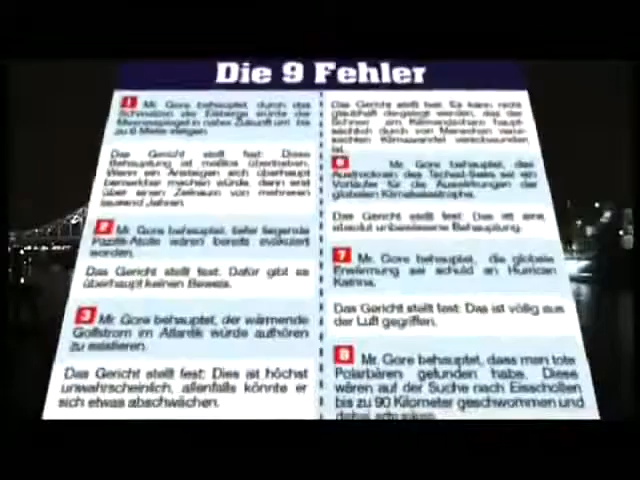 Die 9 Fehler
1 Mr. Gore behauptet, durch das
Schmelzen der Eisberge würde der
Meeresspiegel in naher Zukunft um bis
zu 6 Meter steigen.
Das Gericht stellt fest: Diese
Behauptung ist maßlos übertrieben.
Wenn ein Ansteigen sich überhaupt
bemerkbar machen würde, dann erst
über einen Zeitraum von mehreren
tausend Jahren.
2 Mr. Gore behauptet, tiefer liegende
Pazifik-Atolle wären bereits evakuiert
worden.
Das Gericht stellt fest: Dafür gibt es
überhaupt keinen Beweis.
3 Mr. Gore behauptet, der wärmende
Golfstrom im Atlantik würde aufhören
zu existieren.
Das Gericht stellt fest: Dies ist höchst
unwahrscheinlich, allenfalls könnte er
sich etwas abschwächen.
Das Gericht stellt fest: Es kann nicht
glaubhaft dargelegt werden, das der
Schnee am Kilimandscharo haupt-
sächlich durch von Menschen verur-
sachten Klimawandel verschwunden
ist.
6 Mr. Gore behauptet, das
Austrocknen des Tschad-Sees sei ein
Vorläufer für die Auswirkungen der
globalen Klimakatastrophe.
Das Gericht stellt fest: Das ist eine
absolut unbewiesene Behauptung.
7 Mr. Gore behauptet, die globale
Erwärmung sei schuld an Hurrican
Katrina.
Das Gericht stellt fest: Das ist völlig aus
der Luft gegriffen.
8 Mr. Gore behauptet, dass man tote
Polarbären gefunden habe. Diese
wären auf der Suche nach Eisschollen
bis zu 90 Kilometer geschwommen und
dabei